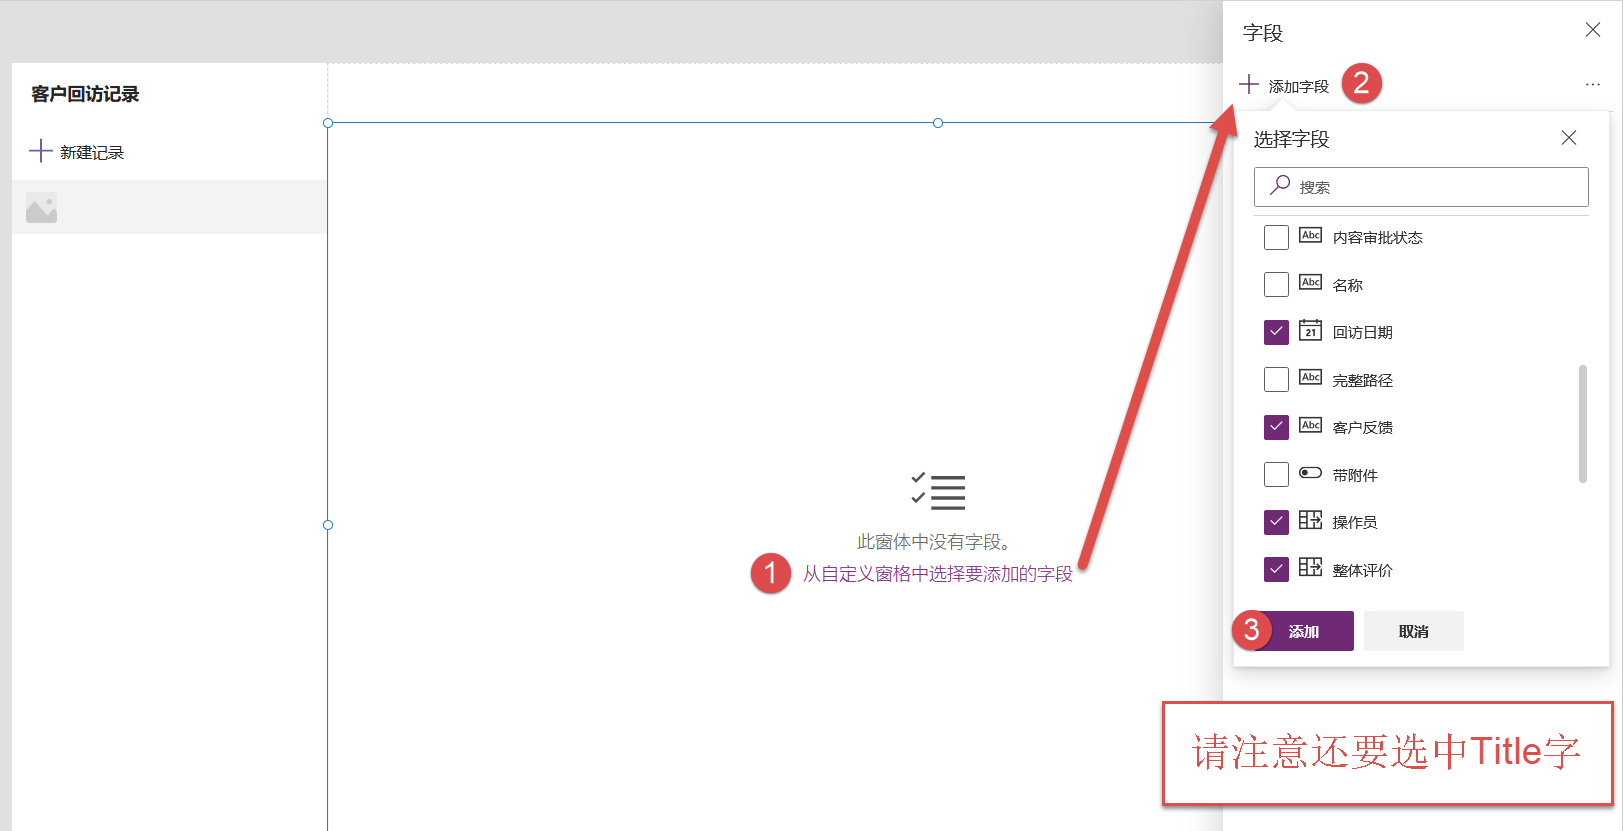 客户回访记录
新建记录
此窗体中没有字段。
1 从自定义窗格中选择要添加的字段
字段
添加字段 2
选择字段
搜索
Abc 内容审批状态
Abc 名称
21 回访日期
Abc 完整路径
Abc 客户反馈
带附件
操作员
整体评价
3 添加 取消
请注意还要选中Title字